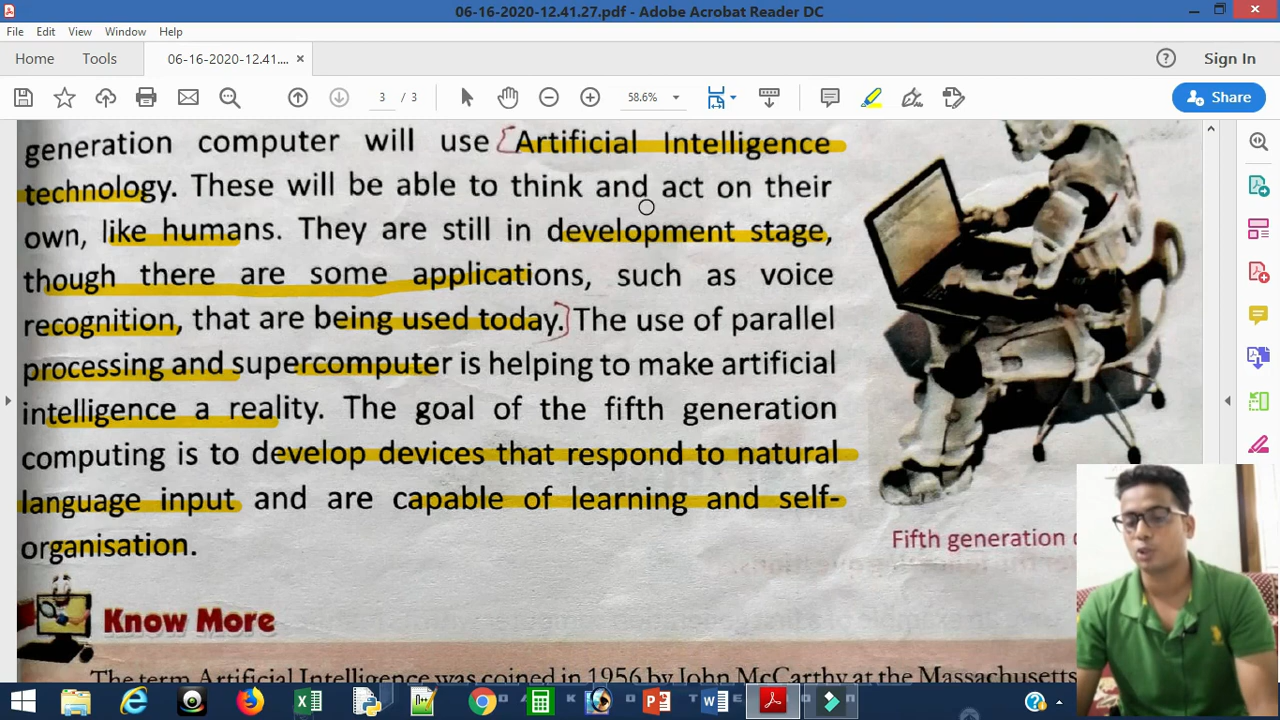 06-16-2020-12.41.27.pdf - Adobe Acrobat Reader DC
File Edit View Window Help
Home Tools 06-16-2020-12.41.... × Sign In
3 / 3 58.6% Share
generation computer will use [Artificial Intelligence
technology. These will be able to think and act on their
own, like humans. They are still in development stage,
though there are some applications, such as voice
recognition, that are being used today.] The use of parallel
processing and supercomputer is helping to make artificial
intelligence a reality. The goal of the fifth generation
computing is to develop devices that respond to natural
language input and are capable of learning and self-
organisation.
Fifth generation
Know More
The term Artificial Intelligence was coined in 1956 by John McCarthy at the Massachusetts